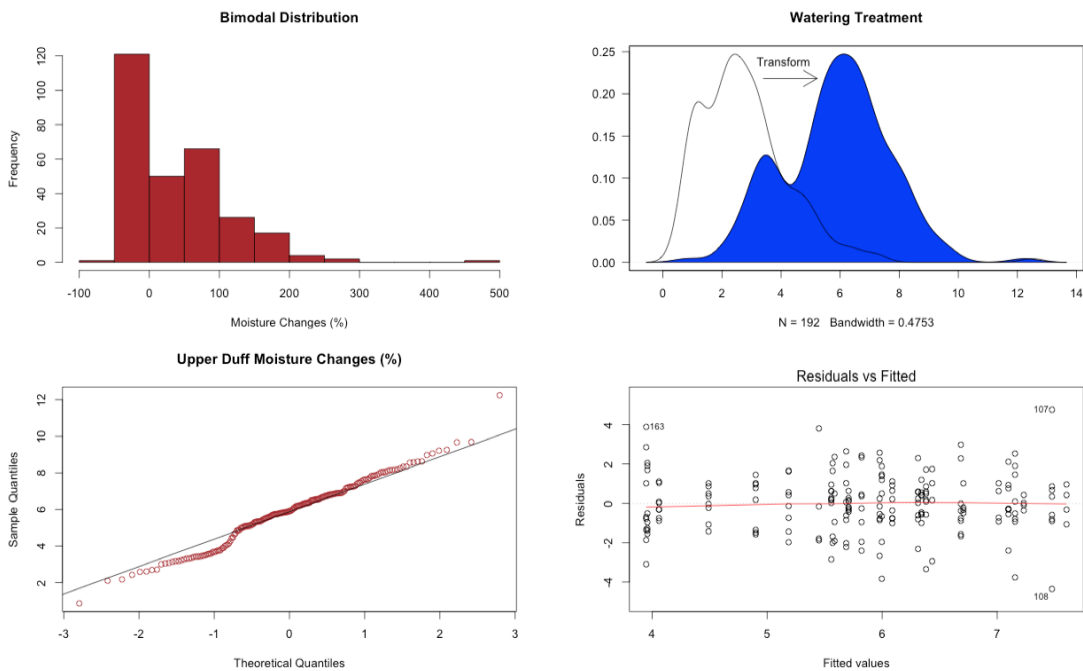 Bimodal Distribution
Frequency
0 20 40 60 80 100 120
-100 0 100 200 300 400 500
Moisture Changes (%)
Watering Treatment
Transform
0.00 0.05 0.10 0.15 0.20 0.25
0 2 4 6 8 10 12 14
N = 192 Bandwidth = 0.4753
Upper Duff Moisture Changes (%)
Sample Quantiles
2 4 6 8 10 12
-3 -2 -1 0 1 2 3
Theoretical Quantiles
Residuals vs Fitted
Residuals
-4 -2 0 2 4
163
107
108
4 5 6 7
Fitted values